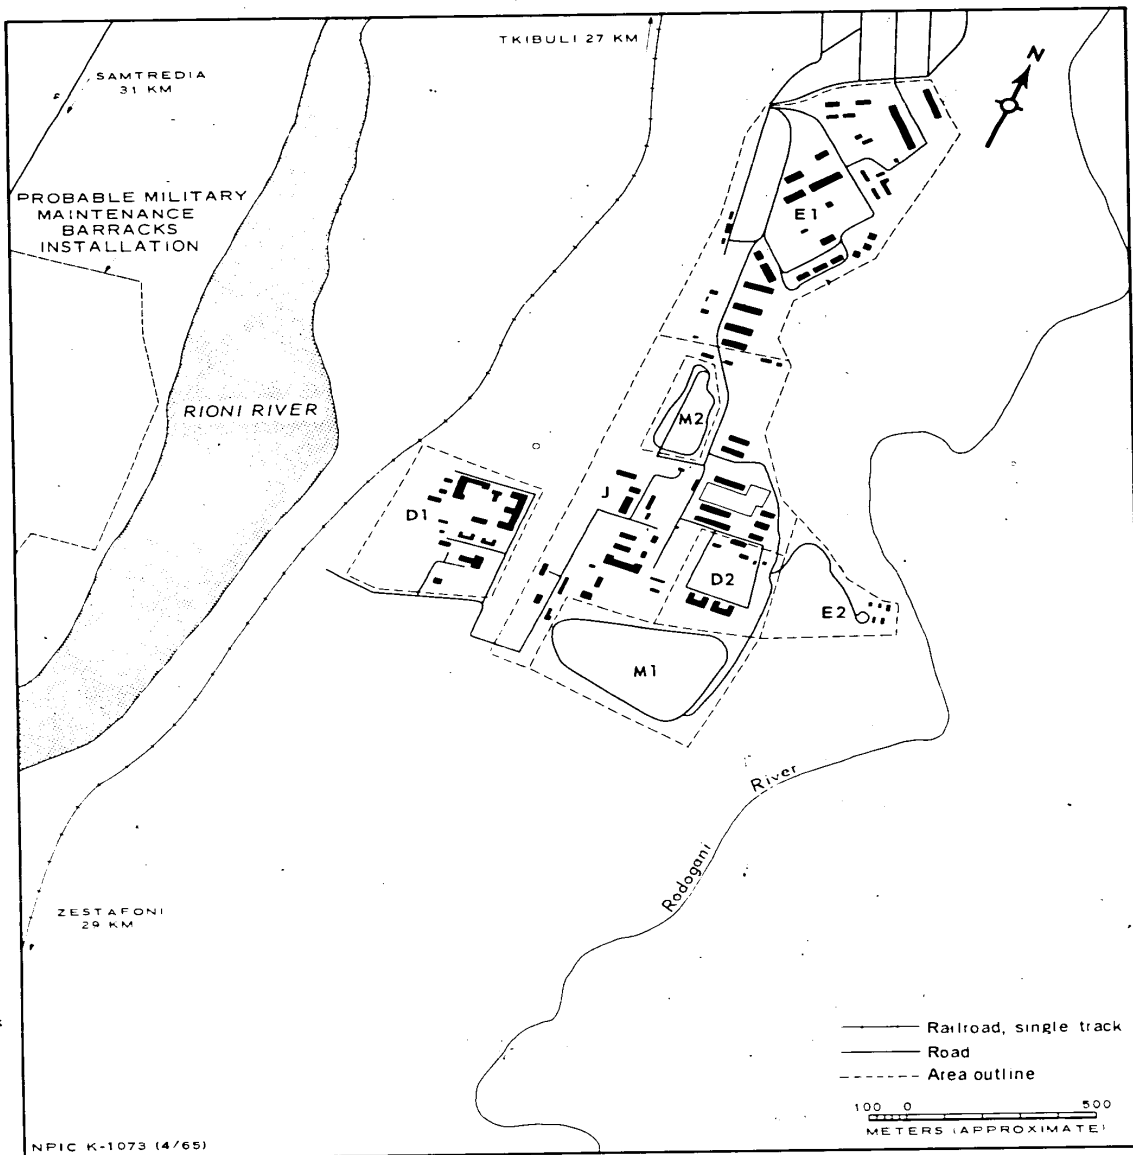 TKIBULI 27 KM
N
SAMTREDIA
31 KM
PROBABLE MILITARY
MAINTENANCE
BARRACKS
INSTALLATION
E1
RIONI RIVER
M2
J
D1
D2
E2
M1
River
Rodogani
ZESTAFONI
29 KM
Railroad, single track
Road
Area outline
100 0 500
METERS (APPROXIMATE)
NPIC K-1073 (4/65)